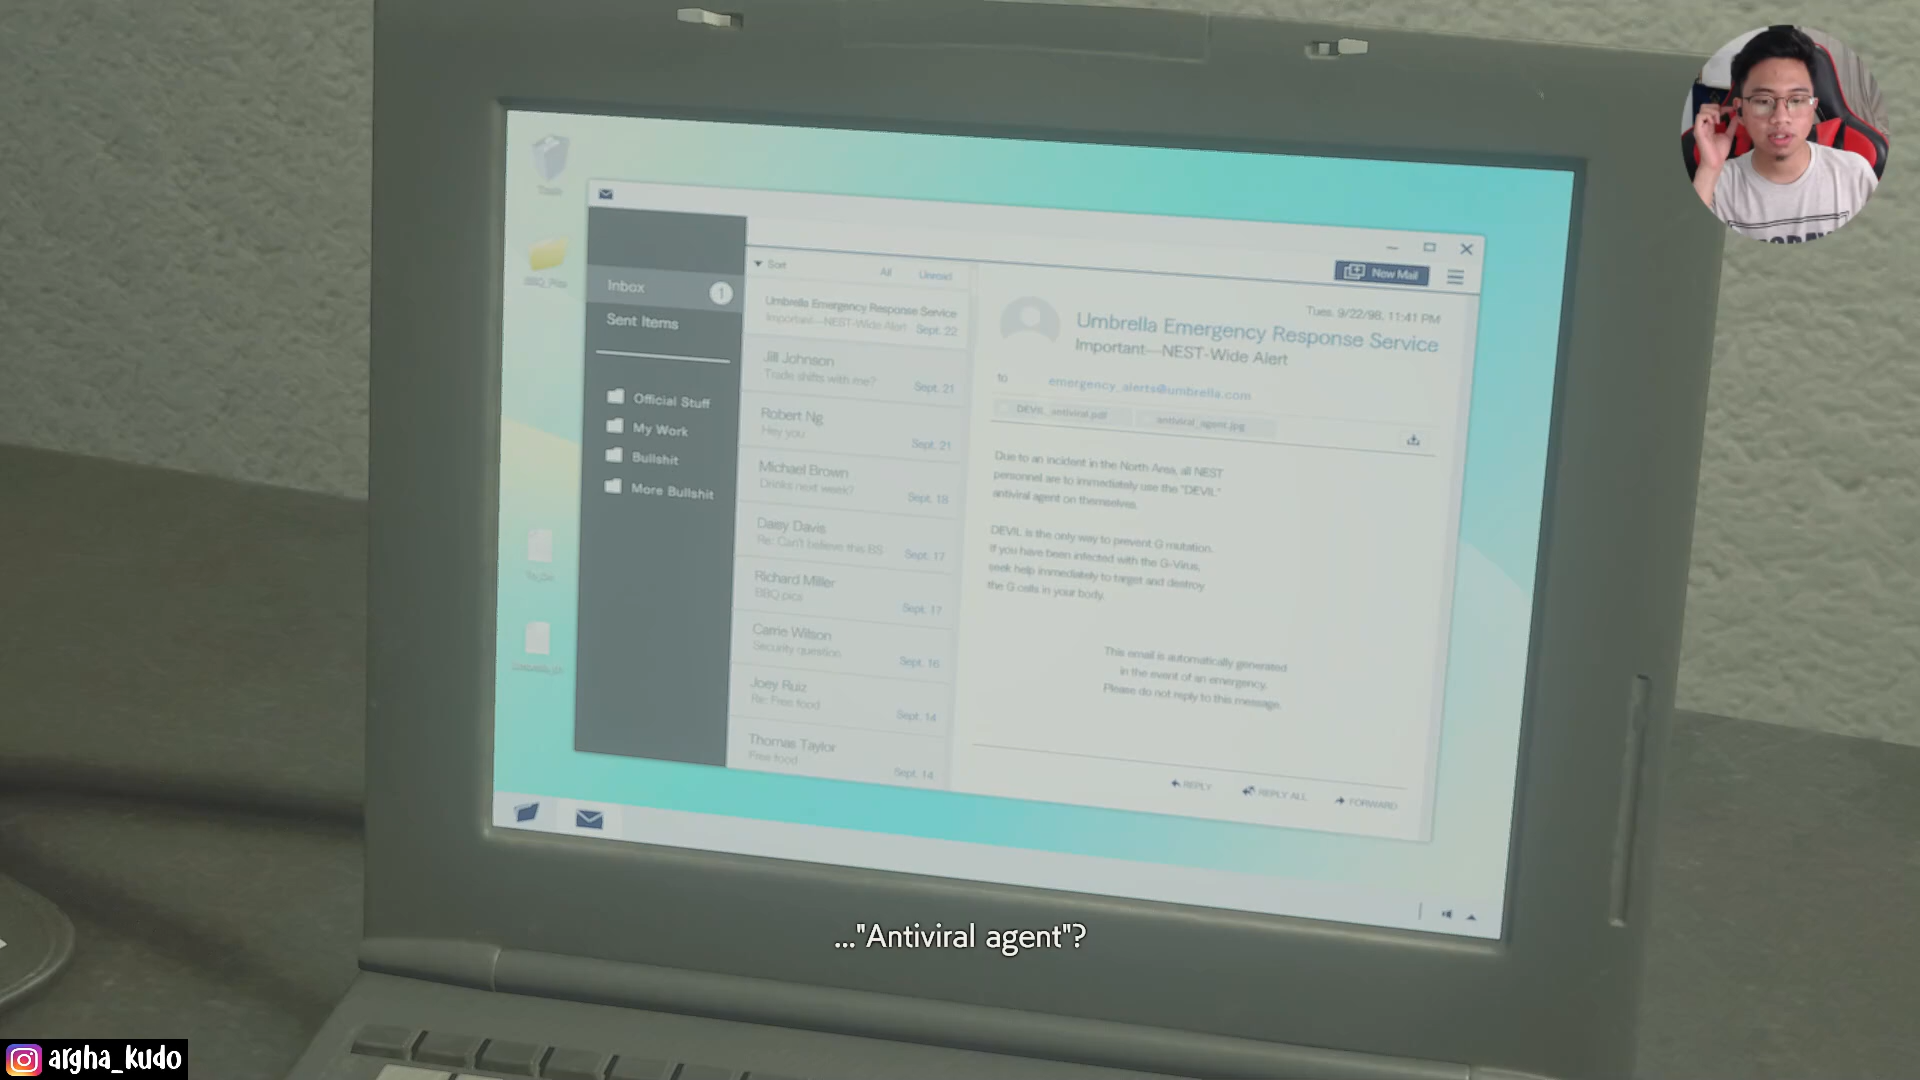 Trash
BBQ_Pics
Inbox
1
Sent Items
Official Stuff
My Work
Bullshit
More Bullshit
Sort
All
Unread
Umbrella Emergency Response Service
Important—NEST-Wide Alert
Sept. 22
Jill Johnson
Trade shifts with me?
Sept. 21
Robert Ng
Hey you
Sept. 21
Michael Brown
Drinks next week?
Sept. 18
Daisy Davis
Re: Can't believe this BS
Sept. 17
Richard Miller
BBQ pics
Sept. 17
Carrie Wilson
Security question
Sept. 16
Joey Ruiz
Re: Free food
Sept. 14
Thomas Taylor
Free food
Sept. 14
New Mail
Tues. 9/22/98, 11:41 PM
Umbrella Emergency Response Service
Important—NEST-Wide Alert
to
emergency_alerts@umbrella.com
DEVIL_antiviral.pdf
antiviral_agent.jpg
Due to an incident in the North Area, all NEST
personnel are to immediately use the "DEVIL"
antiviral agent on themselves.
DEVIL is the only way to prevent G mutation.
If you have been infected with the G-Virus,
seek help immediately to target and destroy
the G cells in your body.
This email is automatically generated
in the event of an emergency.
Please do not reply to this message.
REPLY
REPLY ALL
FORWARD
..."Antiviral agent"?
argha_kudo